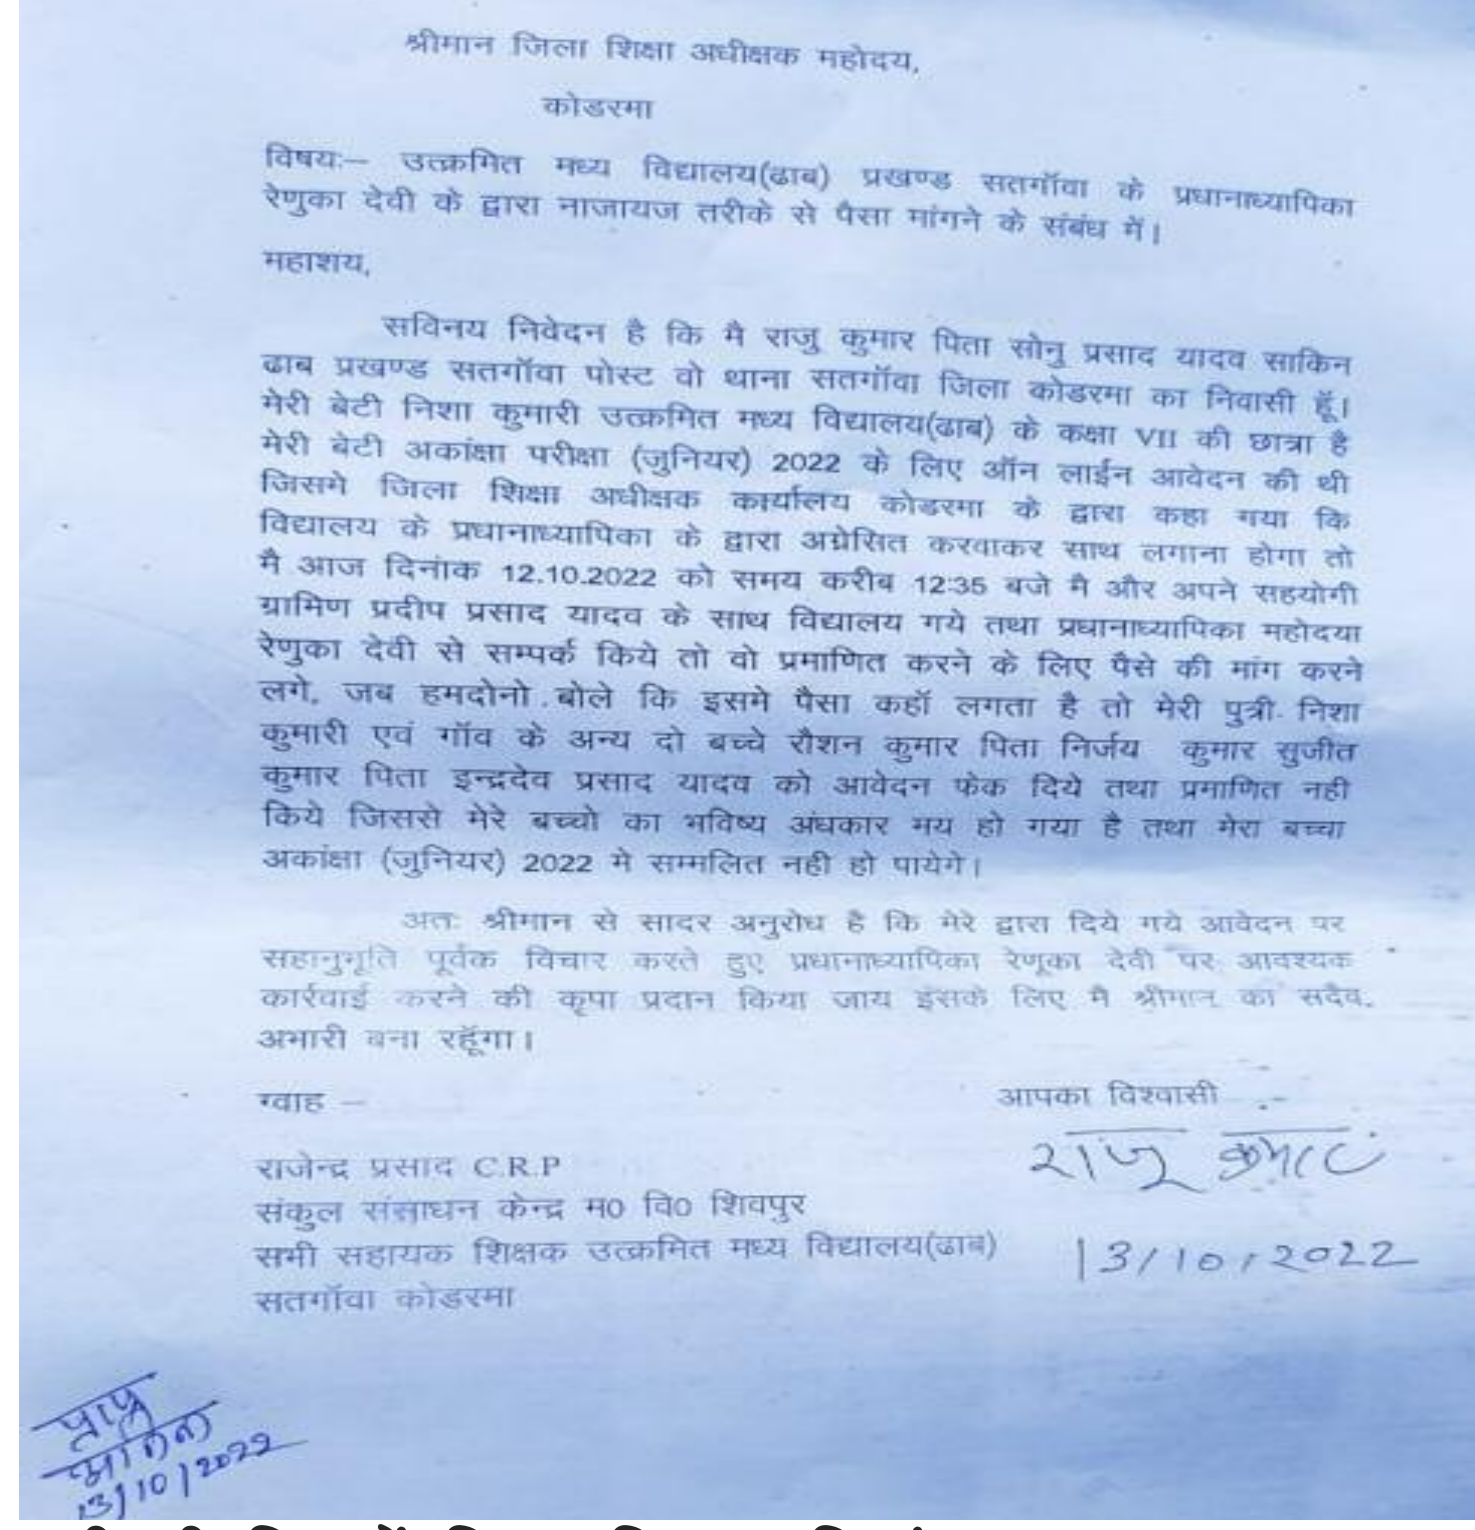 श्रीमान जिला शिक्षा अधीक्षक महोदय,
कोडरमा
विषयः– उत्क्रमित मध्य विद्यालय(ढाब) प्रखण्ड सतगॉवा के प्रधानाध्यापिका
रेणुका देवी के द्वारा नाजायज तरीके से पैसा मांगने के संबंध में।
महाशय,
सविनय निवेदन है कि मै राजु कुमार पिता सोनु प्रसाद यादव साकिन
ढाब प्रखण्ड सतगॉवा पोस्ट वो थाना सतगॉवा जिला कोडरमा का निवासी हूँ।
मेरी बेटी निशा कुमारी उत्क्रमित मध्य विद्यालय(ढाब) के कक्षा VII की छात्रा है
मेरी बेटी अकांक्षा परीक्षा (जुनियर) 2022 के लिए ऑन लाईन आवेदन की थी
जिसमे जिला शिक्षा अधीक्षक कार्यालय कोडरमा के द्वारा कहा गया कि
विद्यालय के प्रधानाध्यापिका के द्वारा अग्रेसित करवाकर साथ लगाना होगा तो
मै आज दिनांक 12.10.2022 को समय करीब 12:35 बजे मै और अपने सहयोगी
ग्रामिण प्रदीप प्रसाद यादव के साथ विद्यालय गये तथा प्रधानाध्यापिका महोदया
रेणुका देवी से सम्पर्क किये तो वो प्रमाणित करने के लिए पैसे की मांग करने
लगे, जब हमदोनो बोले कि इसमे पैसा कहॉ लगता है तो मेरी पुत्री निशा
कुमारी एवं गॉव के अन्य दो बच्चे रौशन कुमार पिता निर्जय कुमार सुजीत
कुमार पिता इन्द्रदेव प्रसाद यादव को आवेदन फेक दिये तथा प्रमाणित नही
किये जिससे मेरे बच्चो का भविष्य अंधकार मय हो गया है तथा मेरा बच्चा
अकांक्षा (जुनियर) 2022 मे सम्मलित नही हो पायेगे।
अतः श्रीमान से सादर अनुरोध है कि मेरे द्वारा दिये गये आवेदन पर
सहानुभूति पूर्वक विचार करते हुए प्रधानाध्यापिका रेणूका देवी पर आवश्यक
कार्रवाई करने की कृपा प्रदान किया जाय इसके लिए मै श्रीमान का सदैव
अभारी बना रहूँगा।
ग्वाह –
आपका विश्वासी
राजू कुमार
13/10/2022
राजेन्द्र प्रसाद C.R.P
संकुल संसाधन केन्द्र म0 वि0 शिवपुर
सभी सहायक शिक्षक उत्क्रमित मध्य विद्यालय(ढाब)
सतगॉवा कोडरमा
प्राप्त
13/10/2022